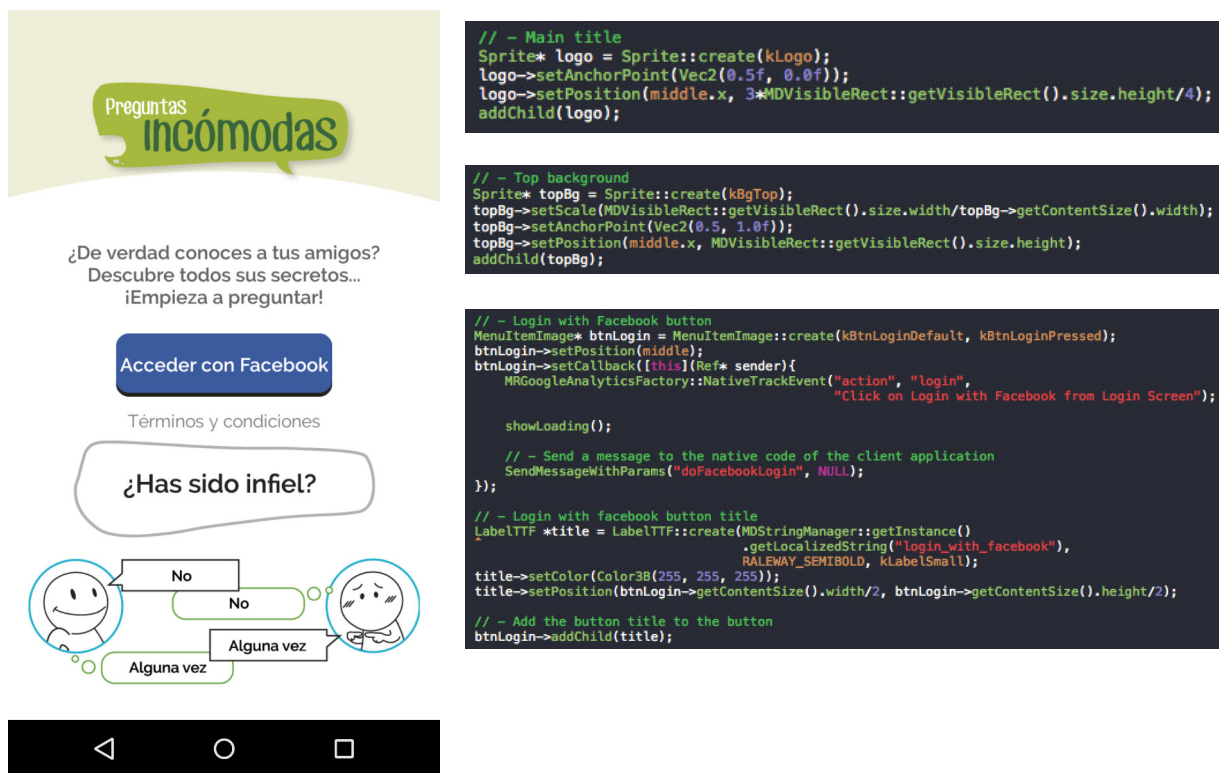 Preguntas
incómodas
¿De verdad conoces a tus amigos?
Descubre todos sus secretos...
¡Empieza a preguntar!
Acceder con Facebook
Términos y condiciones
¿Has sido infiel?
No
No
Alguna vez
Alguna vez
// – Main title
Sprite* logo = Sprite::create(kLogo);
logo->setAnchorPoint(Vec2(0.5f, 0.0f));
logo->setPosition(middle.x, 3*MDVisibleRect::getVisibleRect().size.height/4);
addChild(logo);
// – Top background
Sprite* topBg = Sprite::create(kBgTop);
topBg->setScale(MDVisibleRect::getVisibleRect().size.width/topBg->getContentSize().width);
topBg->setAnchorPoint(Vec2(0.5, 1.0f));
topBg->setPosition(middle.x, MDVisibleRect::getVisibleRect().size.height);
addChild(topBg);
// – Login with Facebook button
MenuItemImage* btnLogin = MenuItemImage::create(kBtnLoginDefault, kBtnLoginPressed);
btnLogin->setPosition(middle);
btnLogin->setCallback([this](Ref* sender){
MRGoogleAnalyticsFactory::NativeTrackEvent("action", "login",
"Click on Login with Facebook from Login Screen");
showLoading();
// – Send a message to the native code of the client application
SendMessageWithParams("doFacebookLogin", NULL);
});
// – Login with facebook button title
LabelTTF *title = LabelTTF::create(MDStringManager::getInstance()
.getLocalizedString("login_with_facebook"),
RALEWAY_SEMIBOLD, kLabelSmall);
title->setColor(Color3B(255, 255, 255));
title->setPosition(btnLogin->getContentSize().width/2, btnLogin->getContentSize().height/2);
// – Add the button title to the button
btnLogin->addChild(title);